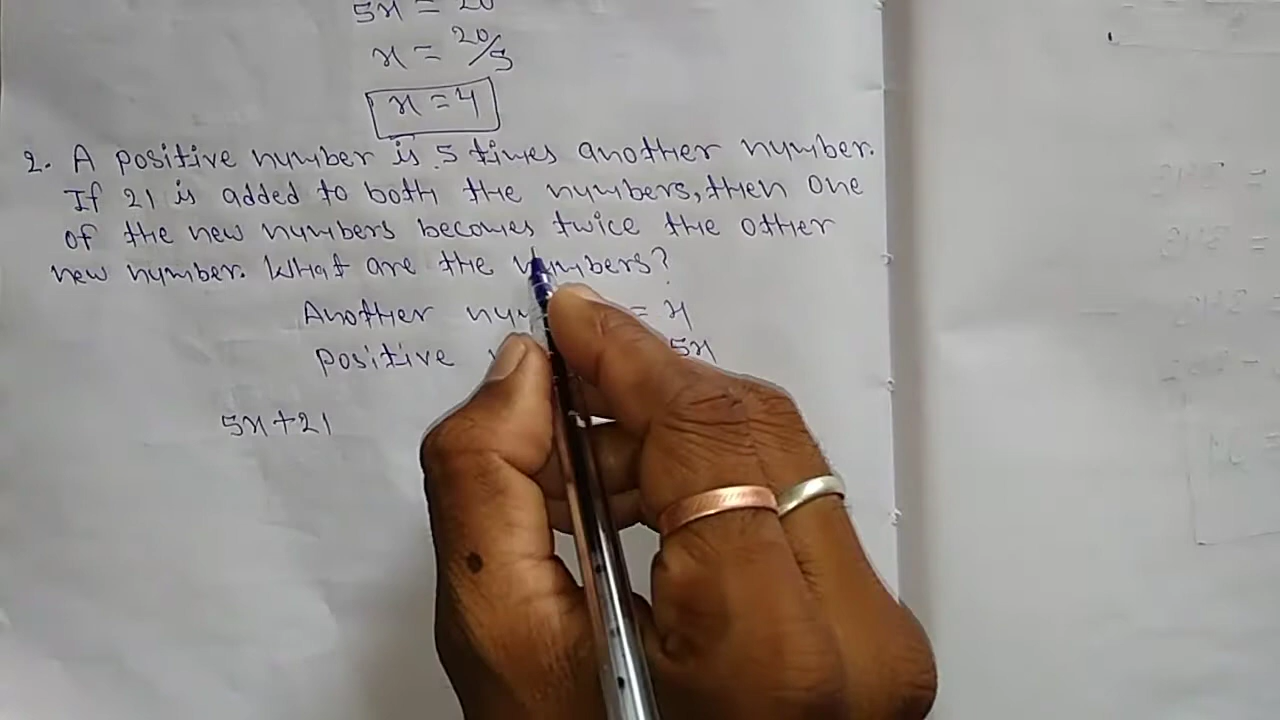 x = 20/5
x = 4
2. A positive number is 5 times another number.
If 21 is added to both the numbers, then one
of the new numbers becomes twice the other
new number. What are the numbers?
Another = x
positive 5x
5x+21